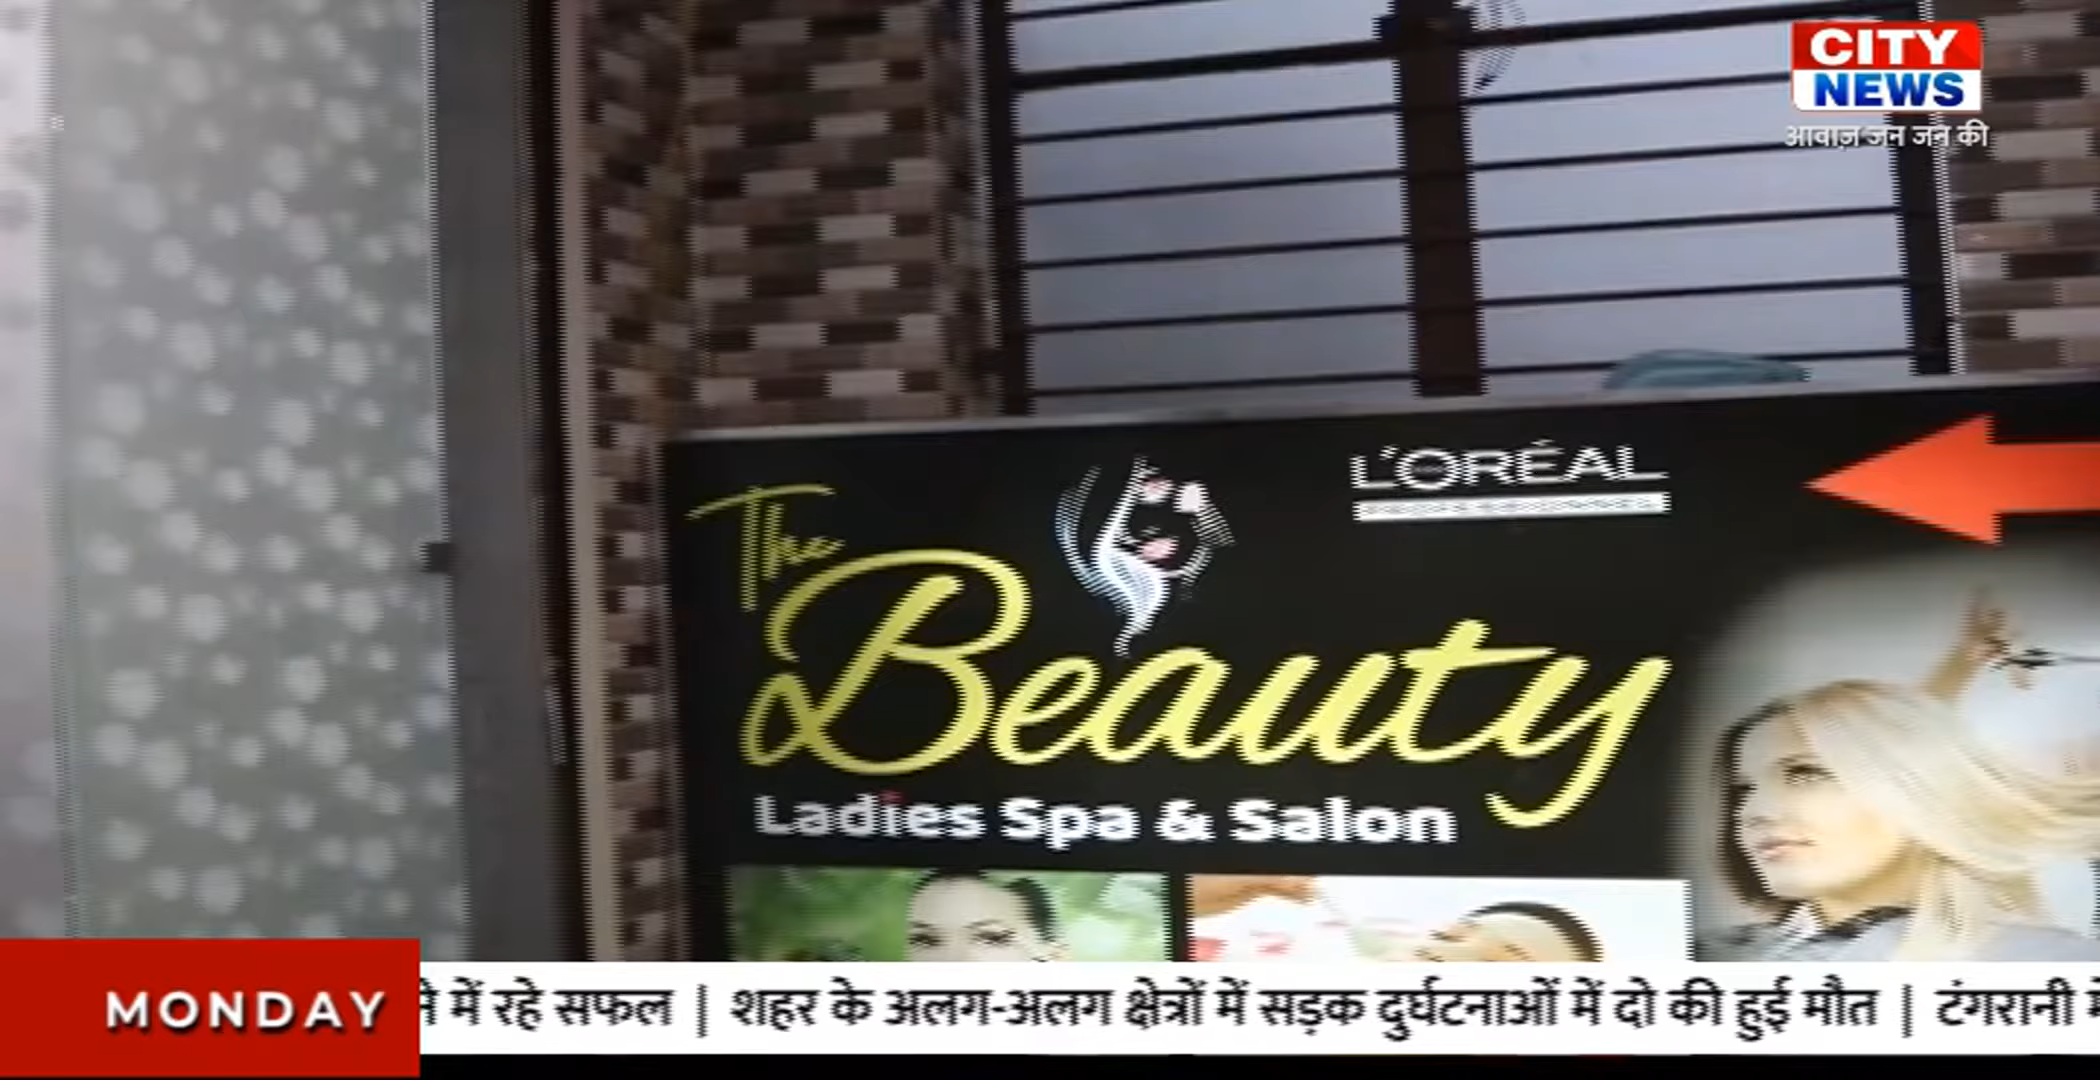 CITY
NEWS
आवाज़ जन जन की
L'ORÉAL
The
Beauty
Ladies Spa & Salon
MONDAY
में रहे सफल | शहर के अलग-अलग क्षेत्रों में सड़क दुर्घटनाओं में दो की हुई मौत | टंगरानी